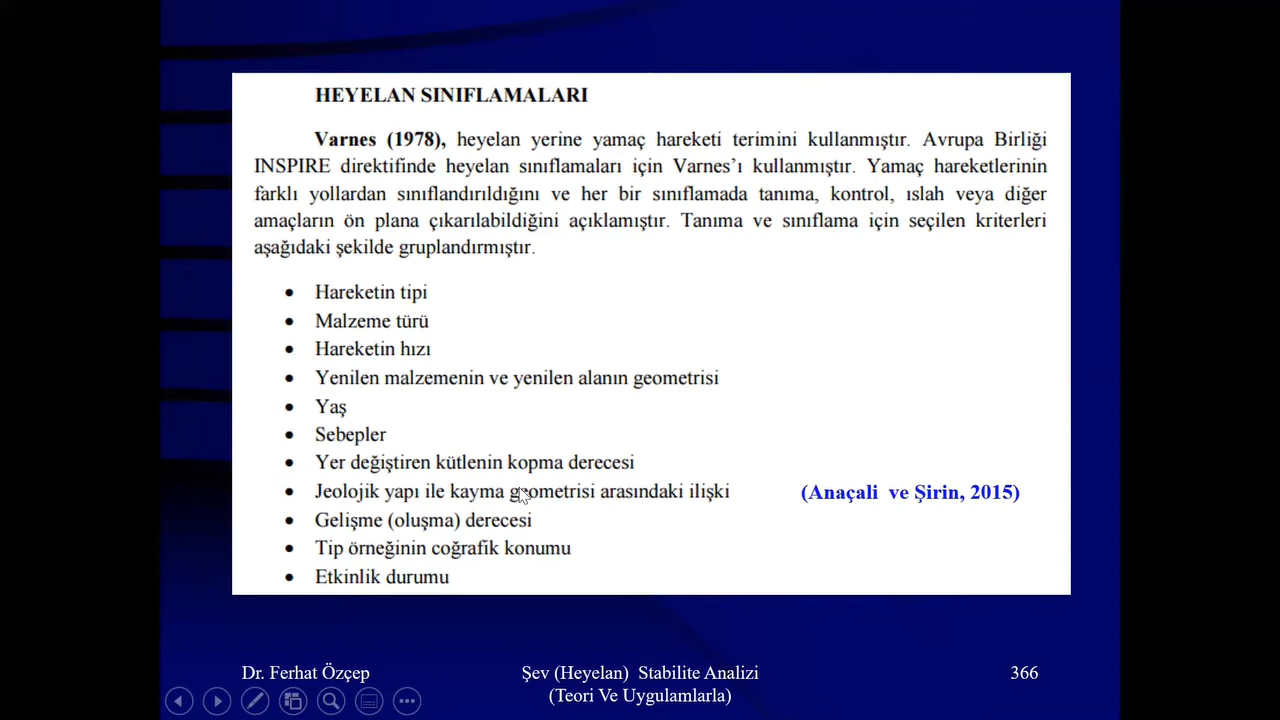 HEYELAN SINIFLAMALARI
Varnes (1978), heyelan yerine yamaç hareketi terimini kullanmıştır. Avrupa Birliği
INSPIRE direktifinde heyelan sınıflamaları için Varnes’ı kullanmıştır. Yamaç hareketlerinin
farklı yollardan sınıflandırıldığını ve her bir sınıflamada tanıma, kontrol, ıslah veya diğer
amaçların ön plana çıkarılabildiğini açıklamıştır. Tanıma ve sınıflama için seçilen kriterleri
aşağıdaki şekilde gruplandırmıştır.
• Hareketin tipi
• Malzeme türü
• Hareketin hızı
• Yenilen malzemenin ve yenilen alanın geometrisi
• Yaş
• Sebepler
• Yer değiştiren kütlenin kopma derecesi
• Jeolojik yapı ile kayma geometrisi arasındaki ilişki
(Anaçali ve Şirin, 2015)
• Gelişme (oluşma) derecesi
• Tip örneğinin coğrafik konumu
• Etkinlik durumu
Dr. Ferhat Özçep
Şev (Heyelan) Stabilite Analizi
(Teori Ve Uygulamlarla)
366